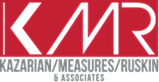 KMR
KAZARIAN/MEASURES/RUSKIN
& ASSOCIATES